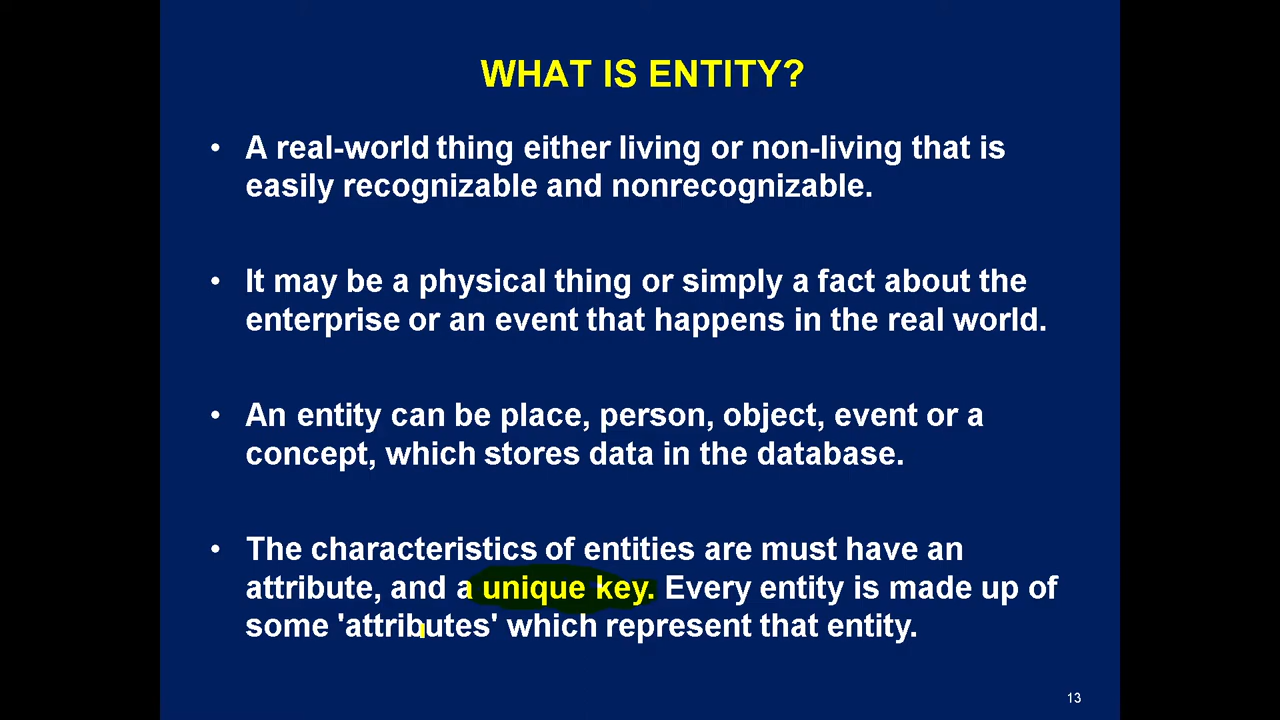 WHAT IS ENTITY?
• A real-world thing either living or non-living that is
easily recognizable and nonrecognizable.
• It may be a physical thing or simply a fact about the
enterprise or an event that happens in the real world.
• An entity can be place, person, object, event or a
concept, which stores data in the database.
• The characteristics of entities are must have an
attribute, and a unique key. Every entity is made up of
some 'attributes' which represent that entity.
13